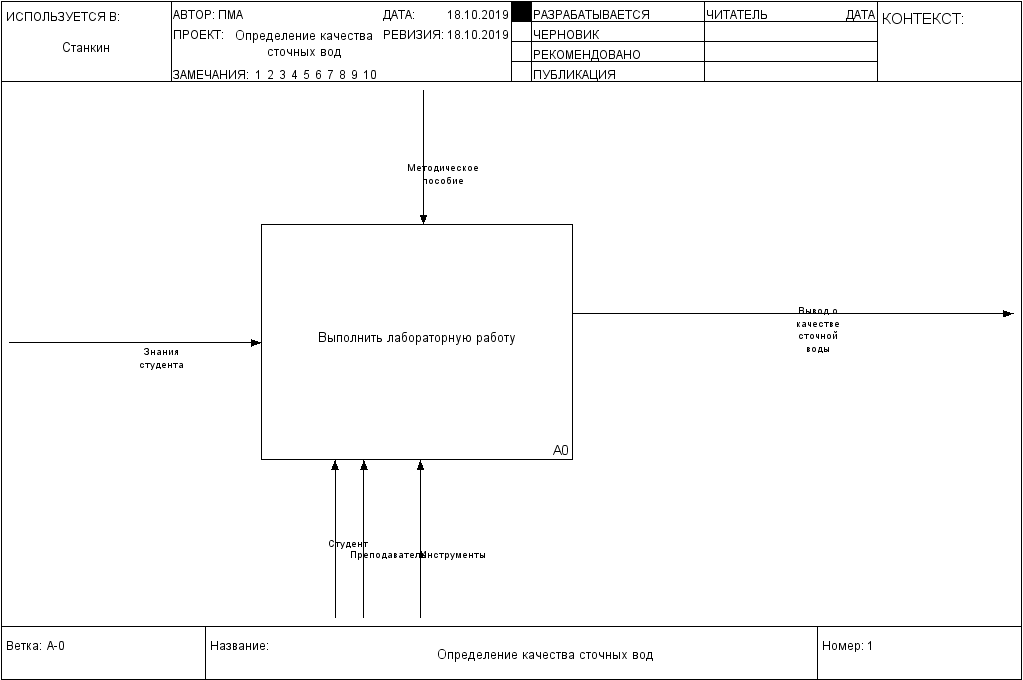 ИСПОЛЬЗУЕТСЯ В:
Станкин
АВТОР: ПМА
ДАТА: 18.10.2019
ПРОЕКТ: Определение качества
сточных вод
РЕВИЗИЯ: 18.10.2019
ЗАМЕЧАНИЯ: 1 2 3 4 5 6 7 8 9 10
РАЗРАБАТЫВАЕТСЯ
ЧЕРНОВИК
РЕКОМЕНДОВАНО
ПУБЛИКАЦИЯ
ЧИТАТЕЛЬ ДАТА
КОНТЕКСТ:
Методическое
пособие
Выполнить лабораторную работу
A0
Знания
студента
Вывод о
качестве
сточной
воды
Студент
Преподаватель
Инструменты
Ветка: A-0
Название:
Определение качества сточных вод
Номер: 1